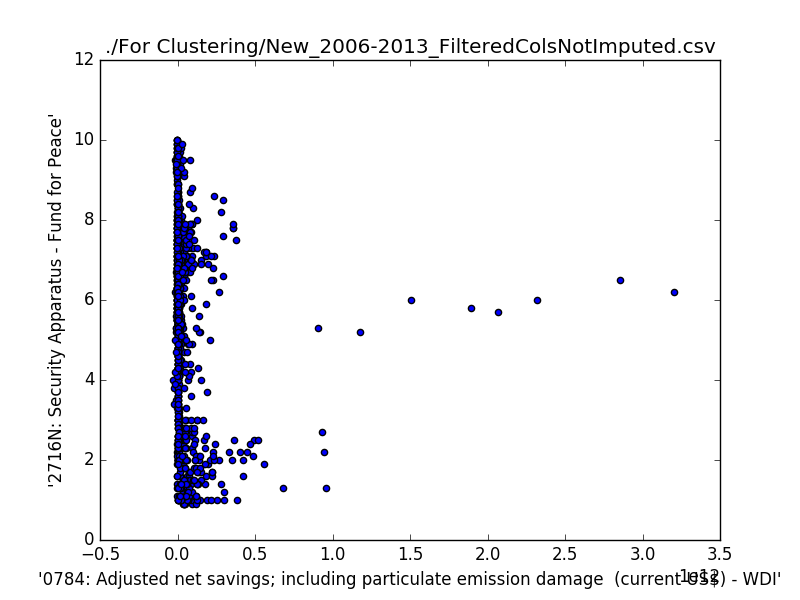 ./For Clustering/New_2006-2013_FilteredColsNotImputed.csv
12
10
8
6
4
2
0
'2716N: Security Apparatus - Fund for Peace'
−0.5 0.0 0.5 1.0 1.5 2.0 2.5 3.0 3.5
1e12
'0784: Adjusted net savings; including particulate emission damage  (current US$) - WDI'